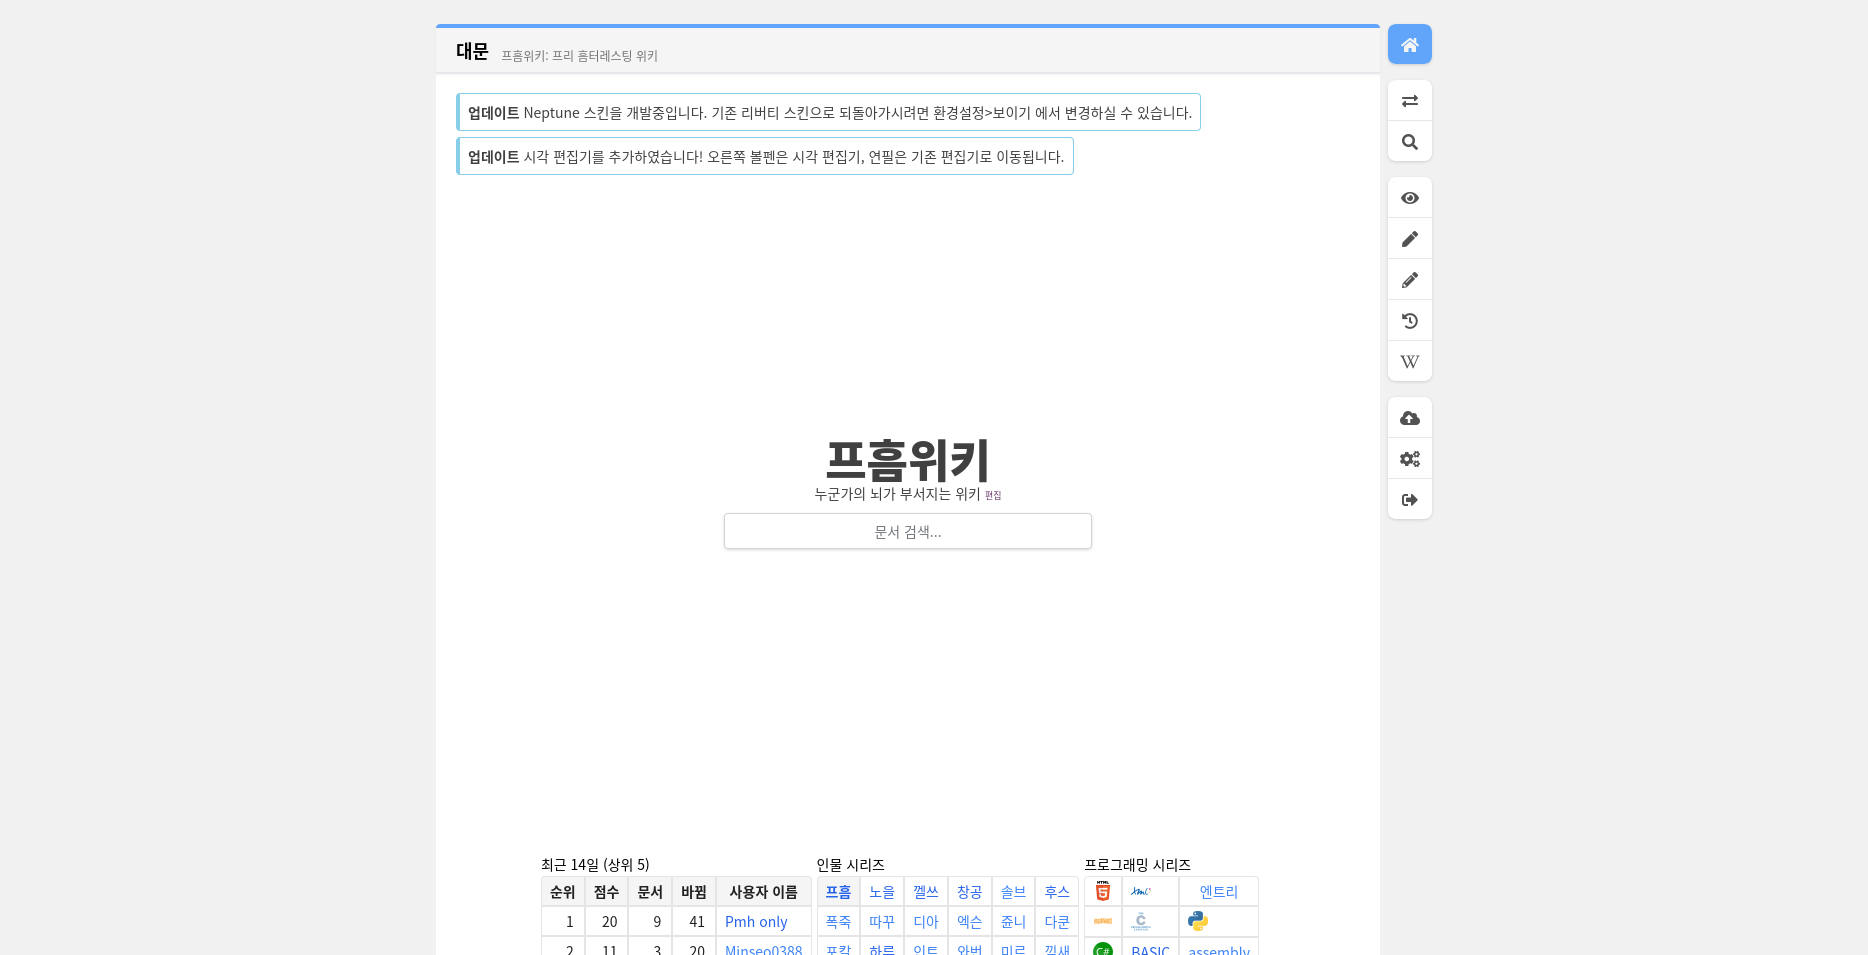 대문 프흠위키: 프리 흠터레스팅 위키
업데이트 Neptune 스킨을 개발중입니다. 기존 리버티 스킨으로 되돌아가시려면 환경설정>보이기 에서 변경하실 수 있습니다.
업데이트 시각 편집기를 추가하였습니다! 오른쪽 볼펜은 시각 편집기, 연필은 기존 편집기로 이동됩니다.
W
프흠위키
누군가의 뇌가 부서지는 위키 편집
문서 검색...
최근 14일 (상위 5) 인물 시리즈 프로그래밍 시리즈
순위 점수 문서 바뀜 사용자 이름 프흠 노을 껠쓰 창공 솔브 후스 HTML 5 엔트리
1 20 9 41 Pmh only 폭죽 따꾸 디아 엑슨 쥰니 다쿤
2 11 3 20 Minseo0388 포칼 하루 인트 와번 미르 낌새 C# BASIC assembly